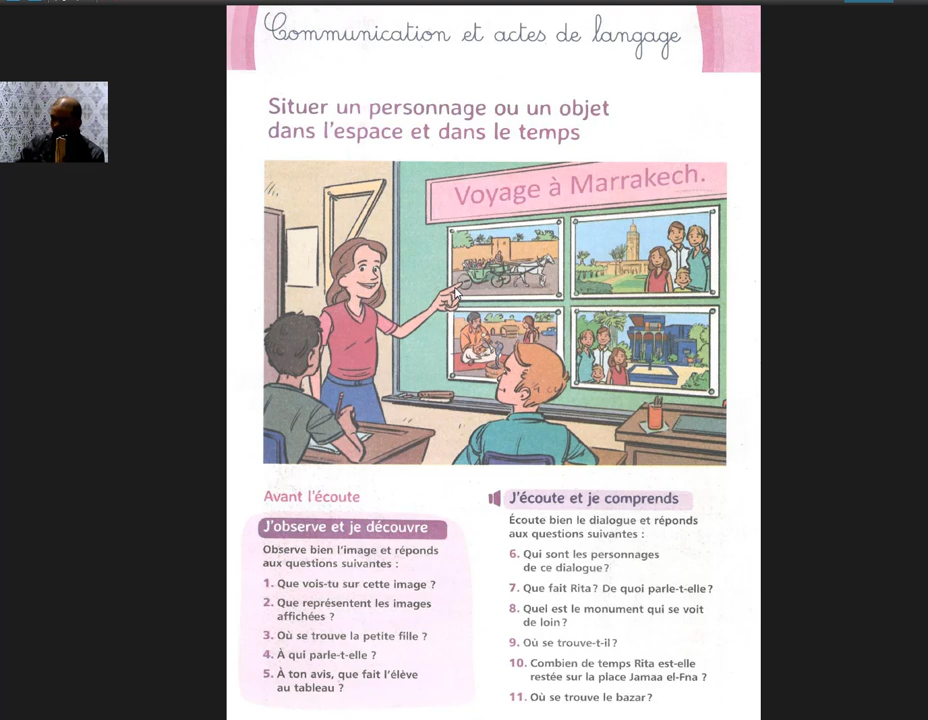 Communication et actes de langage
Situer un personnage ou un objet
dans l'espace et dans le temps
Voyage à Marrakech.
Avant l'écoute
J'observe et je découvre
Observe bien l'image et réponds
aux questions suivantes :
1. Que vois-tu sur cette image ?
2. Que représentent les images
affichées ?
3. Où se trouve la petite fille ?
4. À qui parle-t-elle ?
5. À ton avis, que fait l'élève
au tableau ?
J'écoute et je comprends
Écoute bien le dialogue et réponds
aux questions suivantes :
6. Qui sont les personnages
de ce dialogue ?
7. Que fait Rita ? De quoi parle-t-elle ?
8. Quel est le monument qui se voit
de loin ?
9. Où se trouve-t-il ?
10. Combien de temps Rita est-elle
restée sur la place Jamaa el-Fna ?
11. Où se trouve le bazar ?